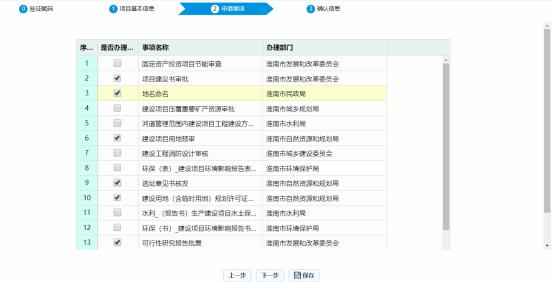 0 验证赋码 1 项目基本信息 2 申请事项 3 确认信息
序... 是否办理... 事项名称 办理部门
1 固定资产投资项目节能审查 淮南市发展和改革委员会
2 项目建议书审批 淮南市发展和改革委员会
3 地名命名 淮南市民政局
4 建设项目压覆重要矿产资源审批 淮南市城乡规划局
5 河道管理范围内建设项目工程建设方... 淮南市水利局
6 建设项目用地预审 淮南市自然资源和规划局
7 建设工程消防设计审核 淮南市城乡建设委员会
8 环保（表）_建设项目环境影响报告表... 淮南市环境保护局
9 选址意见书核发 淮南市自然资源和规划局
10 建设用地（含临时用地）规划许可证... 淮南市自然资源和规划局
11 水利_（报告书）生产建设项目水土保... 淮南市水利局
12 环保（书）_建设项目环境影响报告书... 淮南市环境保护局
13 可行性研究报告批复 淮南市发展和改革委员会
上一步 下一步 保存